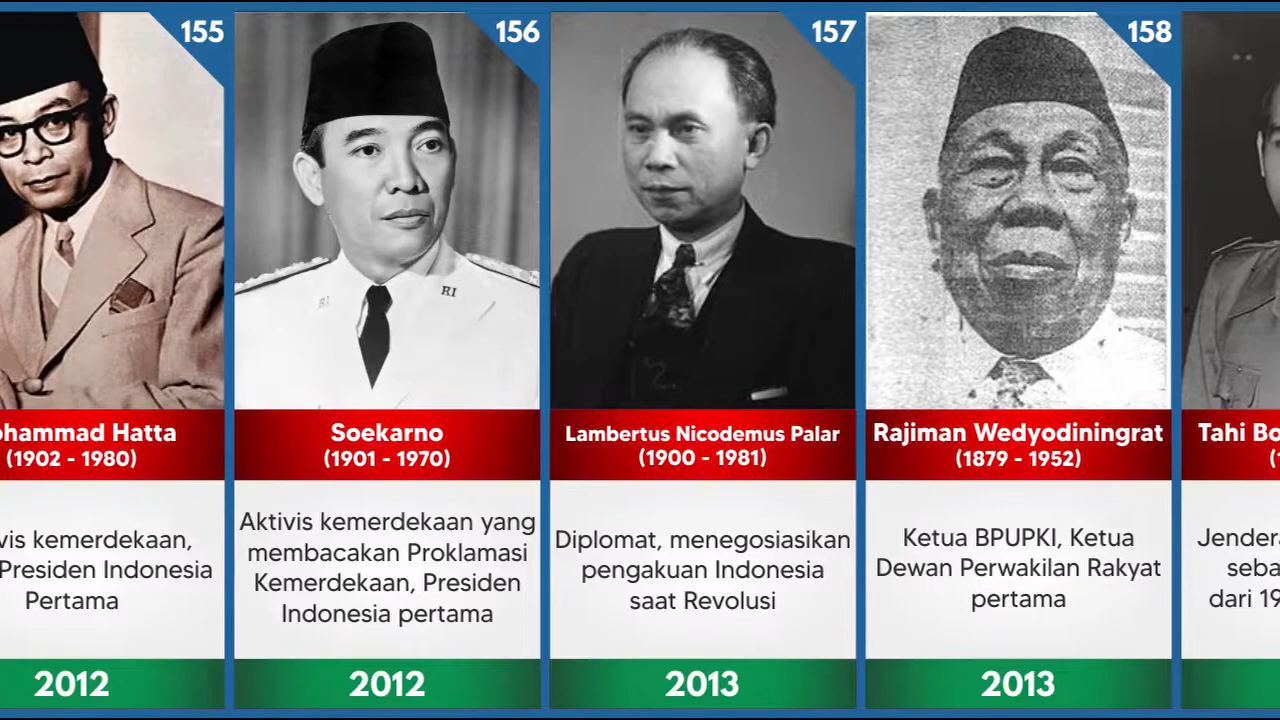 155
ohammad Hatta
(1902 - 1980)
vis kemerdekaan,
Presiden Indonesia
Pertama
2012
156
RI
Soekarno
(1901 - 1970)
Aktivis kemerdekaan yang
membacakan Proklamasi
Kemerdekaan, Presiden
Indonesia pertama
2012
157
Lambertus Nicodemus Palar
(1900 - 1981)
Diplomat, menegosiasikan
pengakuan Indonesia
saat Revolusi
2013
158
Rajiman Wedyodiningrat
(1879 - 1952)
Ketua BPUPKI, Ketua
Dewan Perwakilan Rakyat
pertama
2013
Tahi Bo
(1
Jender
seba
dari 19